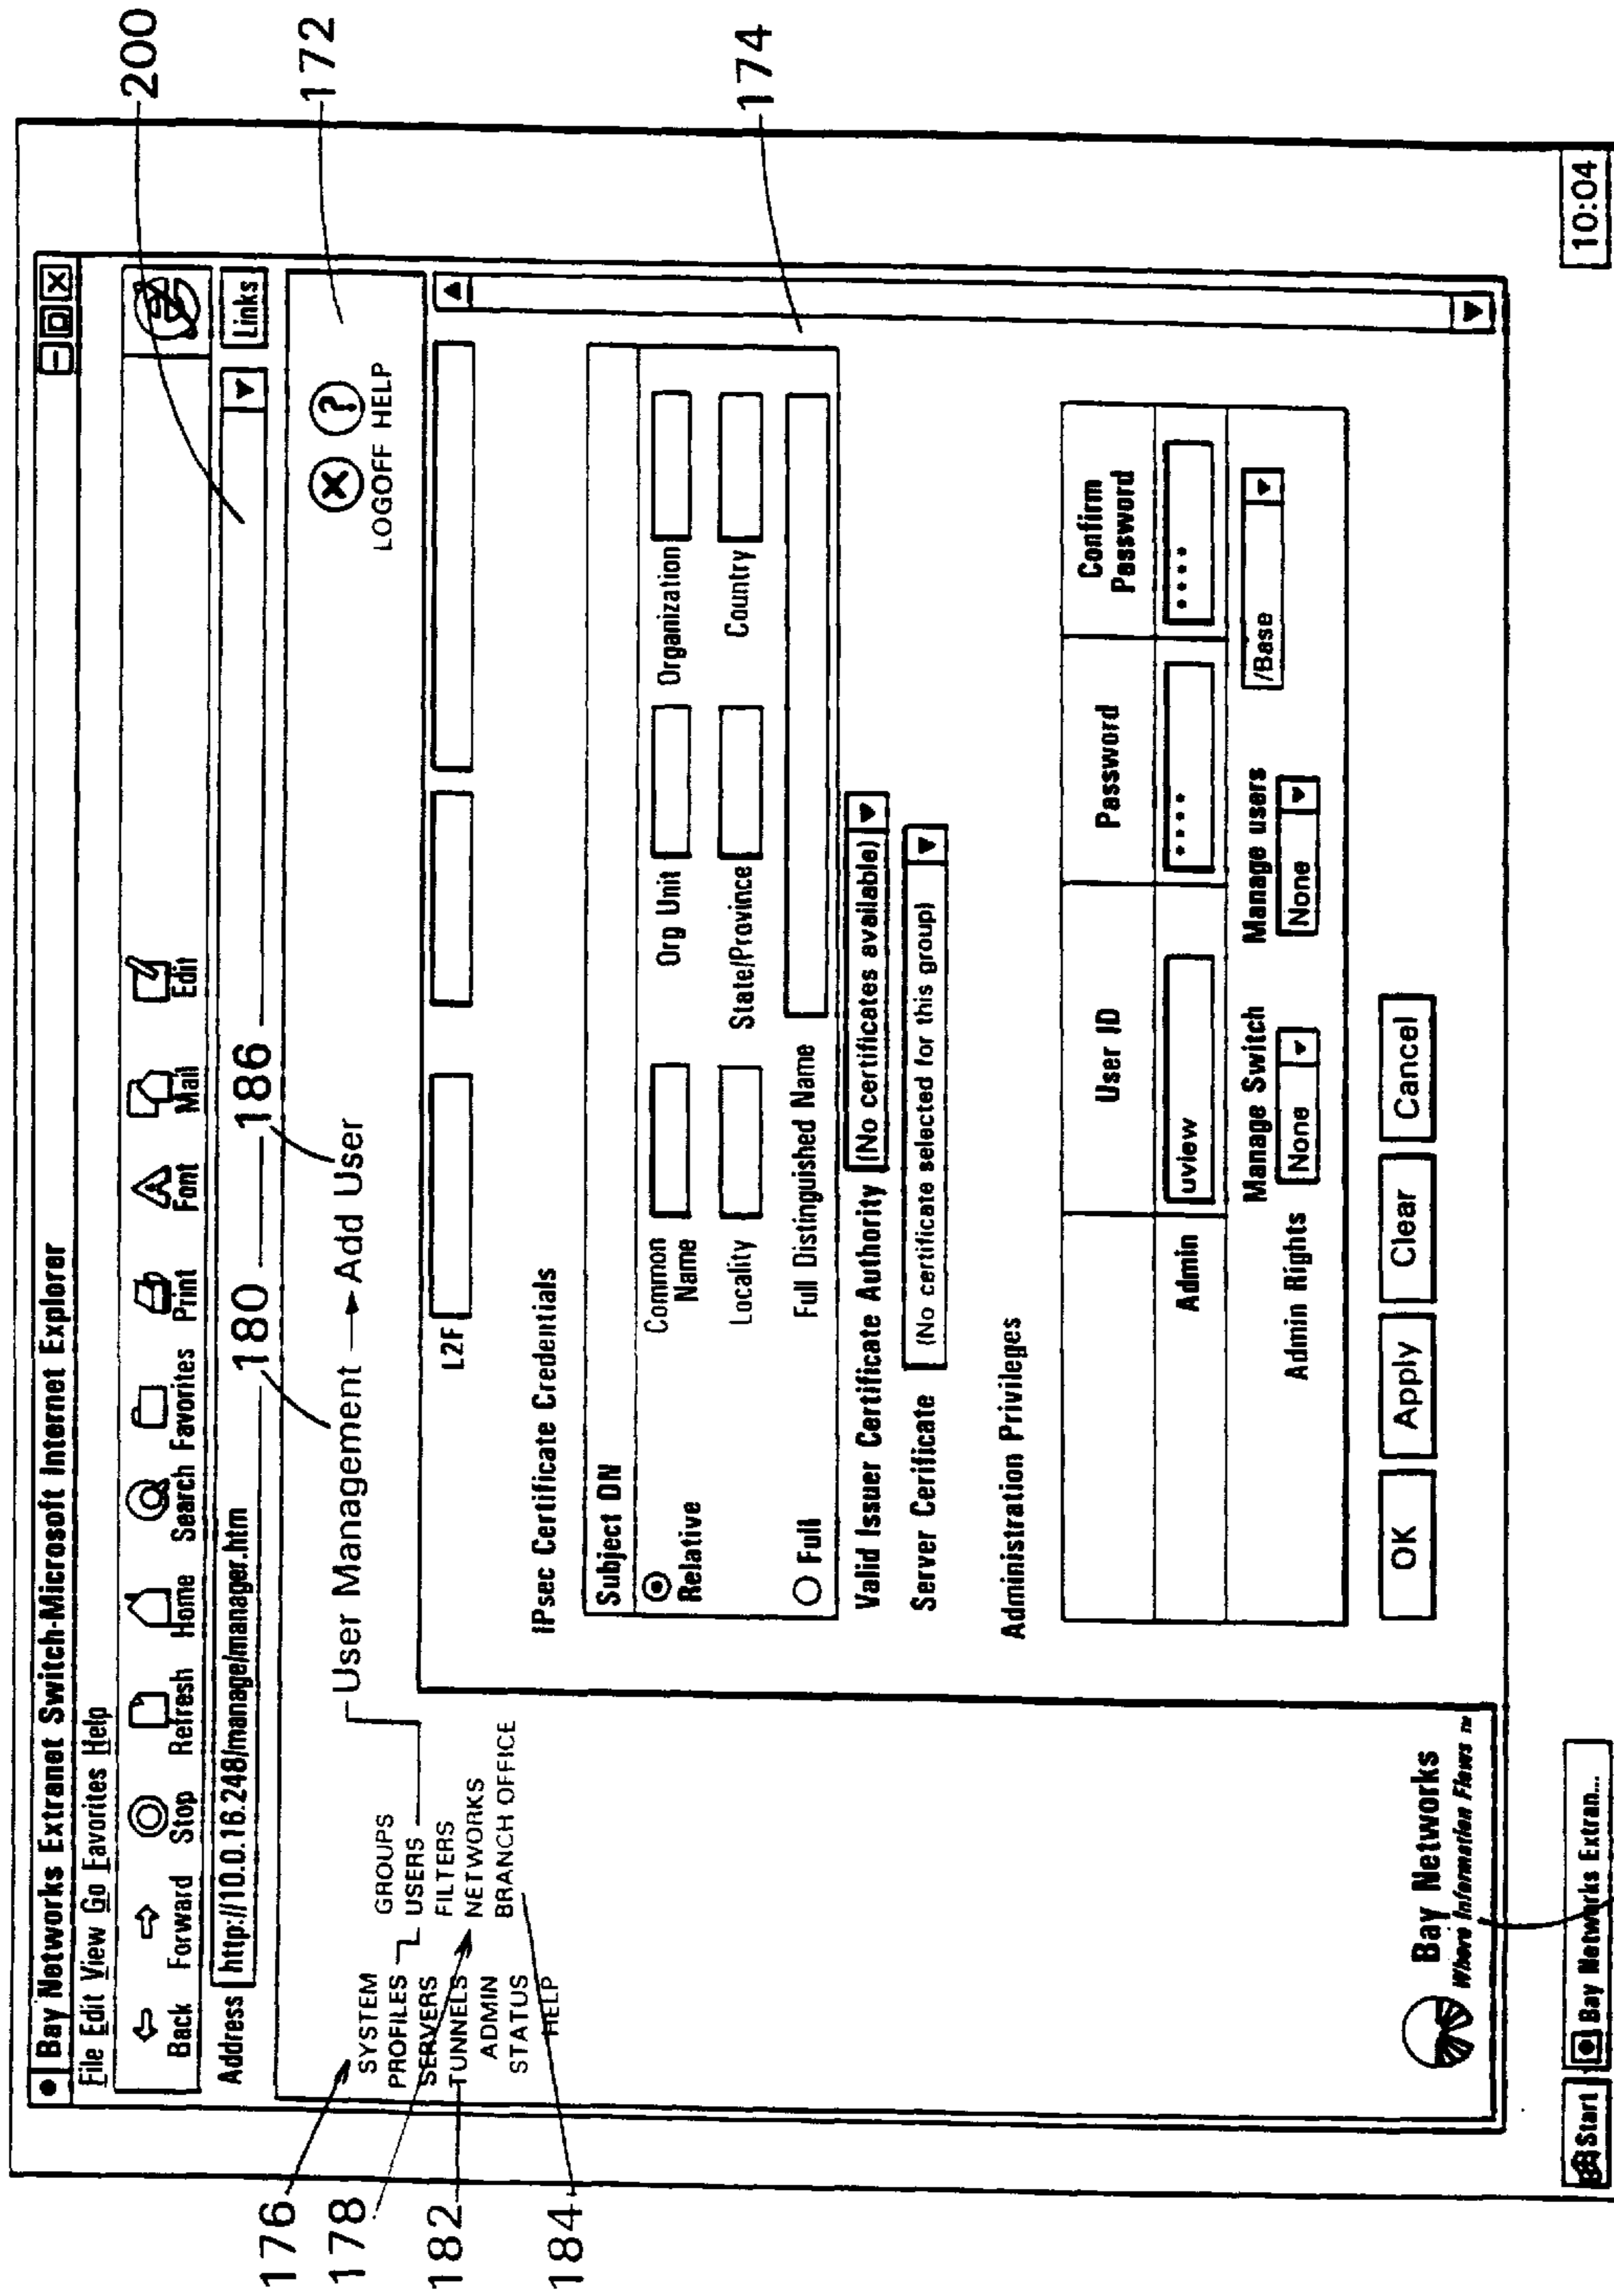 Bay Networks Extranet Switch-Microsoft Internet Explorer
File Edit View Go Favorites Help
Back Forward Stop Refresh Home Search Favorites Print Font Mail Edit
Address http://10.0.16.248/manage/manager.htm Links
200
180
186
172
176
178
182
184
174
SYSTEM
PROFILES
SERVERS
TUNNELS
ADMIN
STATUS
HELP
GROUPS
USERS
FILTERS
NETWORKS
BRANCH OFFICE
User Management Add User
LOGOFF HELP
L2F
IPsec Certificate Credentials
Subject DN
Relative
Common Name
Org Unit
Organization
Locality
State/Province
Country
Full
Full Distinguished Name
Valid Issuer Certificate Authority (No certificates available)
Server Cerificate (No certificate selected for this group)
Administration Privileges
User ID
Password
Confirm Password
Admin
uview
****
****
Admin Rights
Manage Switch
None
Manage users
None
/Base
OK Apply Clear Cancel
Bay Networks
Where Information Flows ™
Start Bay Networks Extran...
10:04